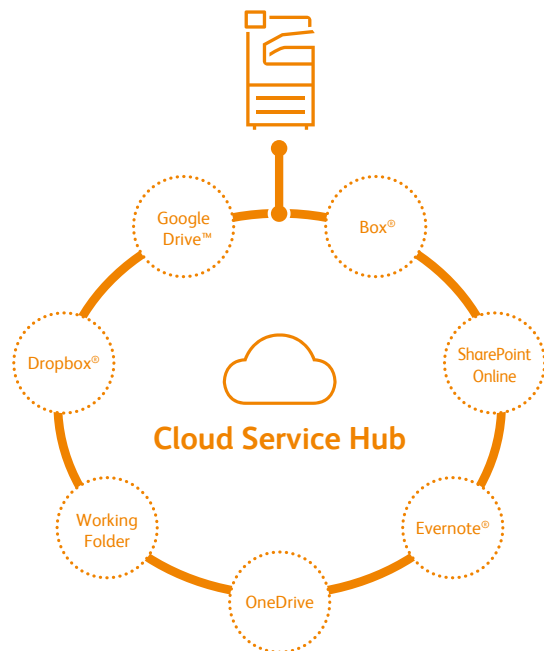 Google
Drive™
Box®
Dropbox®
SharePoint
Online
Cloud Service Hub
Working
Folder
Evernote®
OneDrive